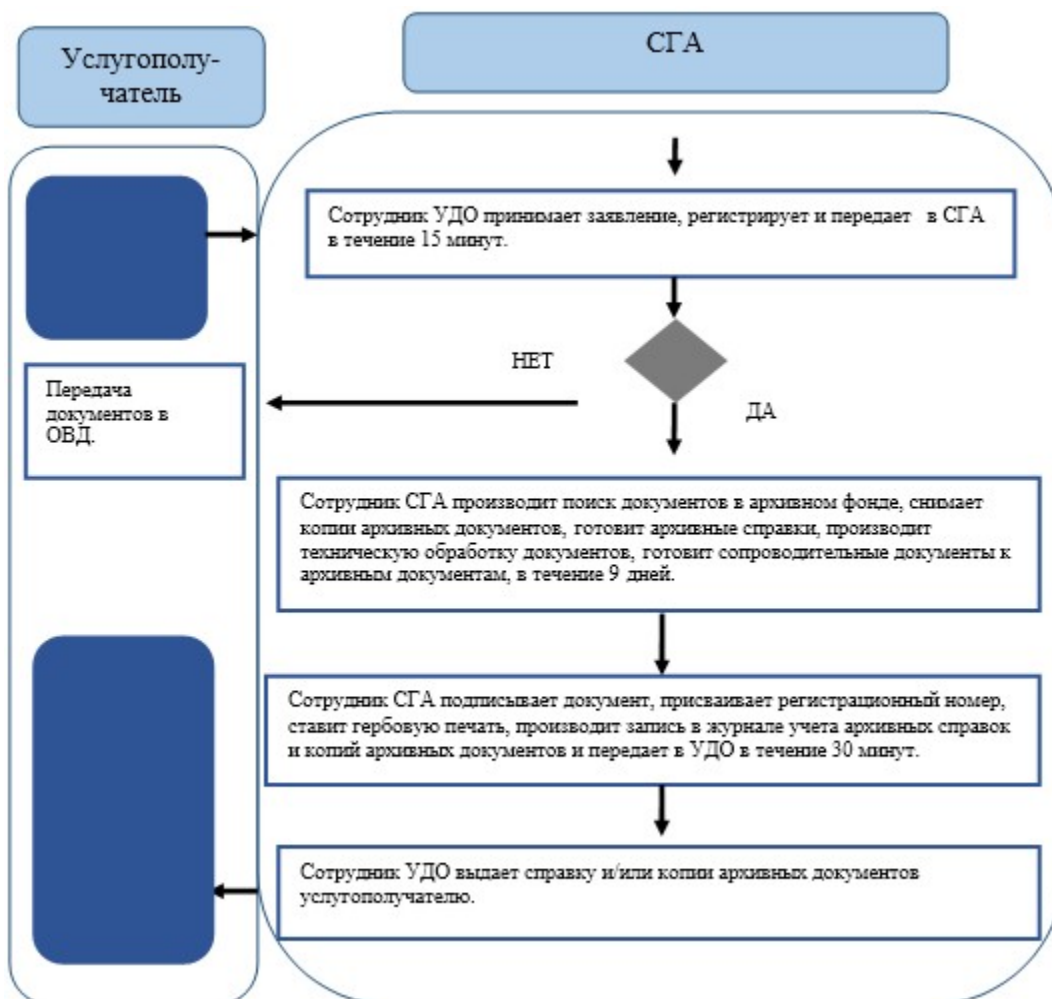 Услугополу-
чатель
СГА
Сотрудник УДО принимает заявление, регистрирует и передает в СГА
в течение 15 минут.
НЕТ
ДА
Передача
документов в
ОВД.
Сотрудник СГА производит поиск документов в архивном фонде, снимает
копии архивных документов, готовит архивные справки, производит
техническую обработку документов, готовит сопроводительные документы к
архивным документам, в течение 9 дней.
Сотрудник СГА подписывает документ, присваивает регистрационный номер,
ставит гербовую печать, производит запись в журнале учета архивных справок
и копий архивных документов и передает в УДО в течение 30 минут.
Сотрудник УДО выдает справку и/или копии архивных документов
услугополучателю.